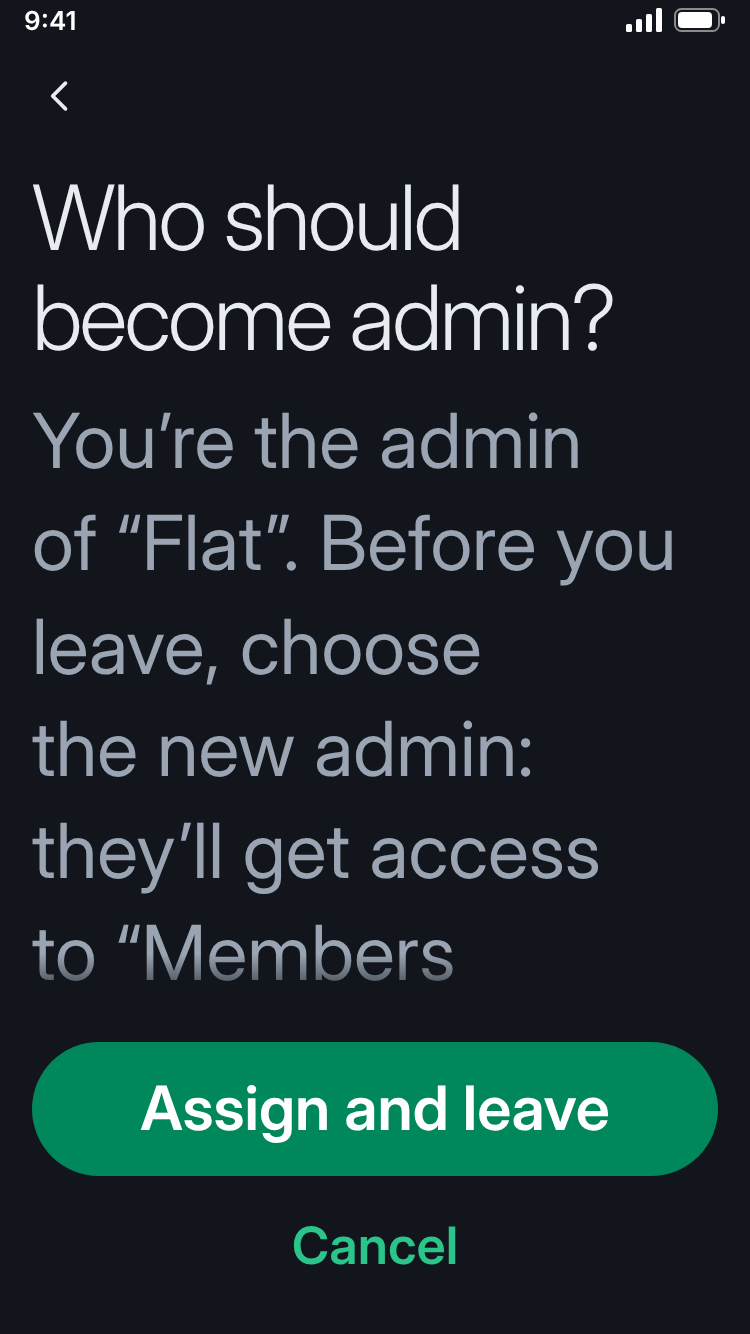 9:41
Who should
become admin?
You’re the admin
of “Flat”. Before you
leave, choose
the new admin:
they’ll get access
to “Members
Assign and leave
Cancel